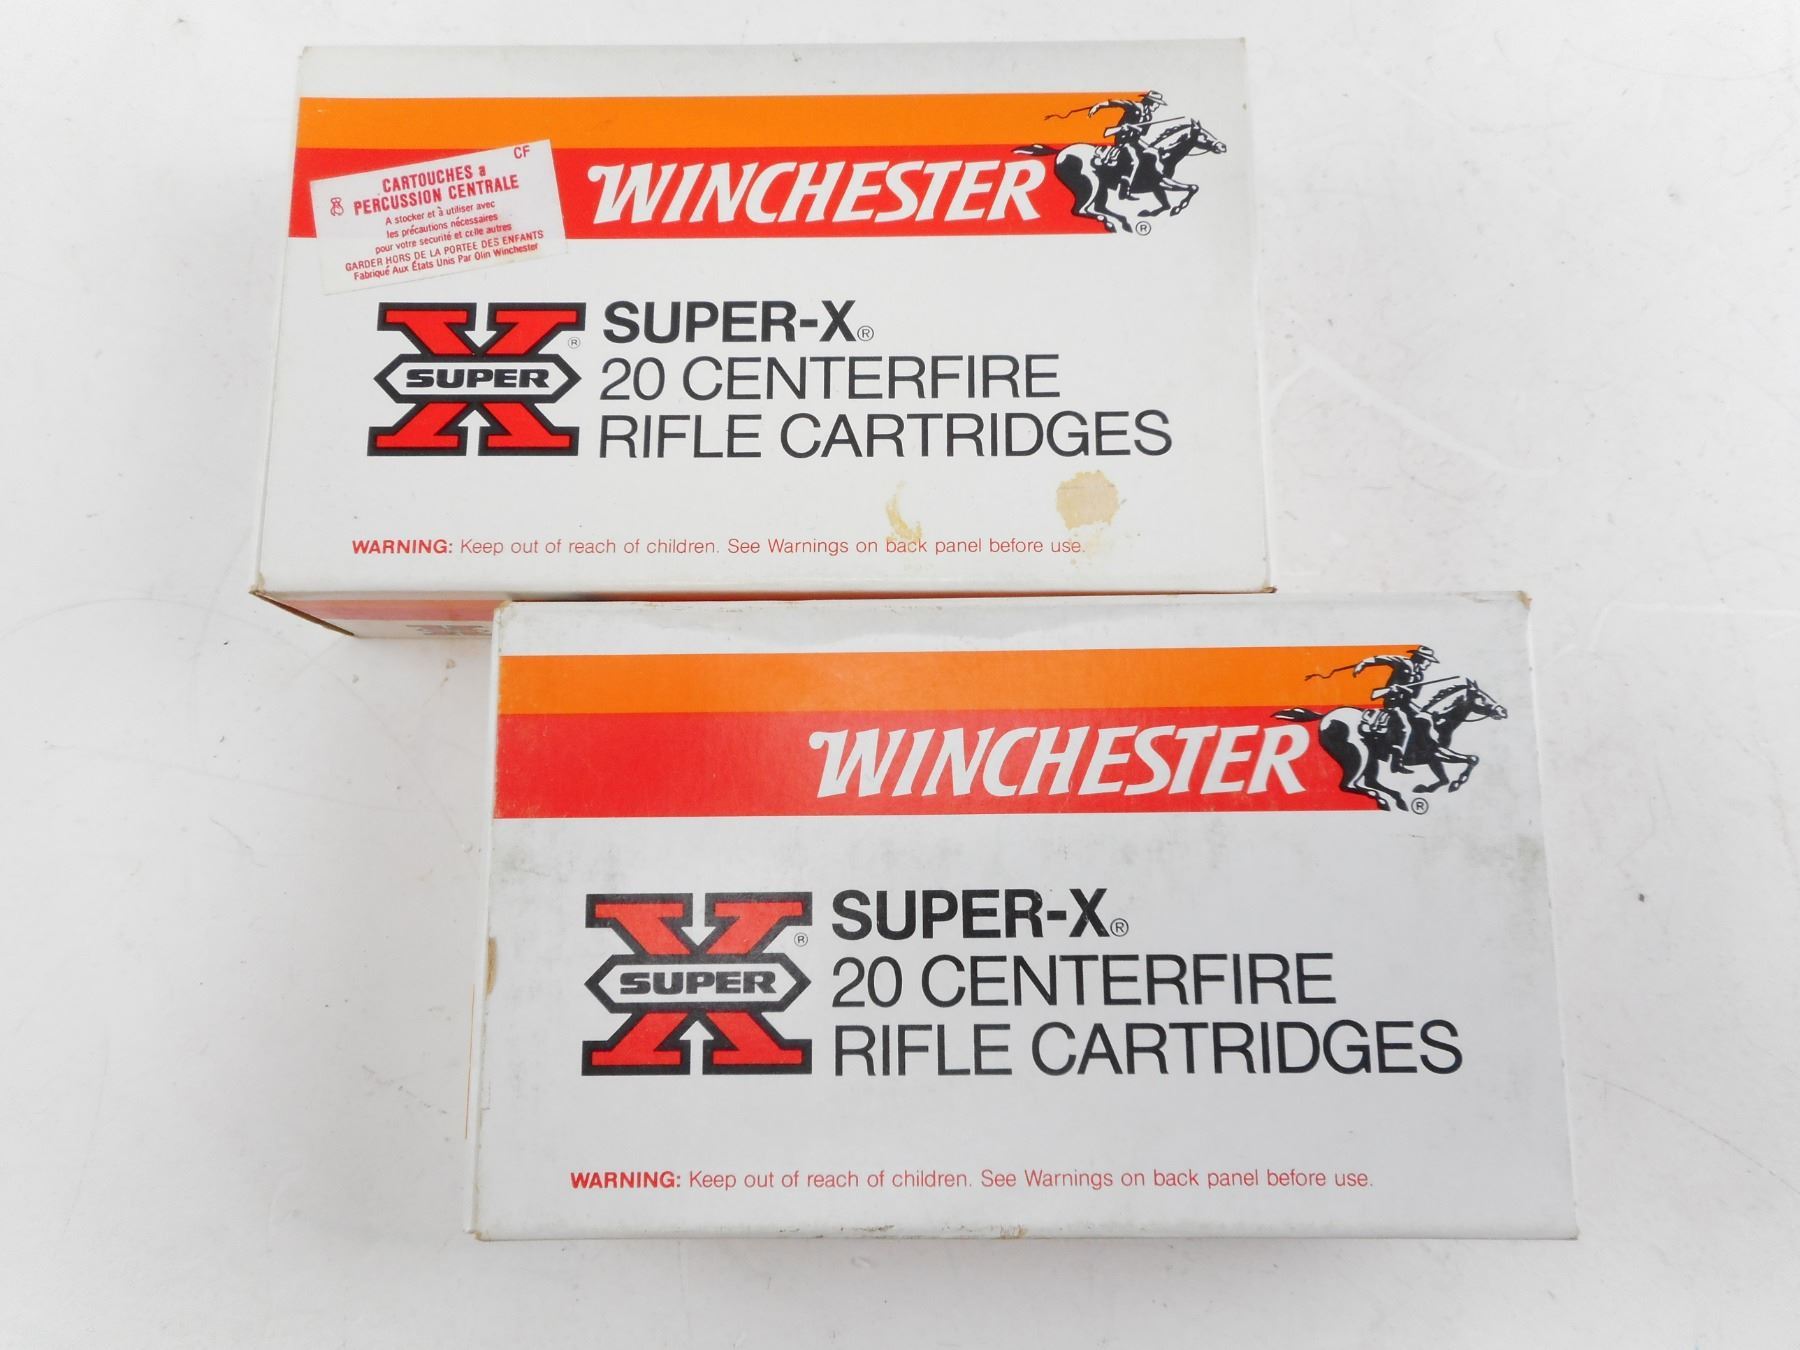 CF
CARTOUCHES a
PERCUSSION CENTRALE
A stocker et à utiliser avec
les précautions nécessaires
pour votre securité et celle autres
GARDER HORS DE LA PORTEE DES ENFANTS
Fabriqué Aux États Unis Par Olin Winchester
WINCHESTER
®
SUPER ®
SUPER-X®
20 CENTERFIRE
RIFLE CARTRIDGES
WARNING: Keep out of reach of children. See Warnings on back panel before use.
WINCHESTER
®
SUPER ®
SUPER-X®
20 CENTERFIRE
RIFLE CARTRIDGES
WARNING: Keep out of reach of children. See Warnings on back panel before use.